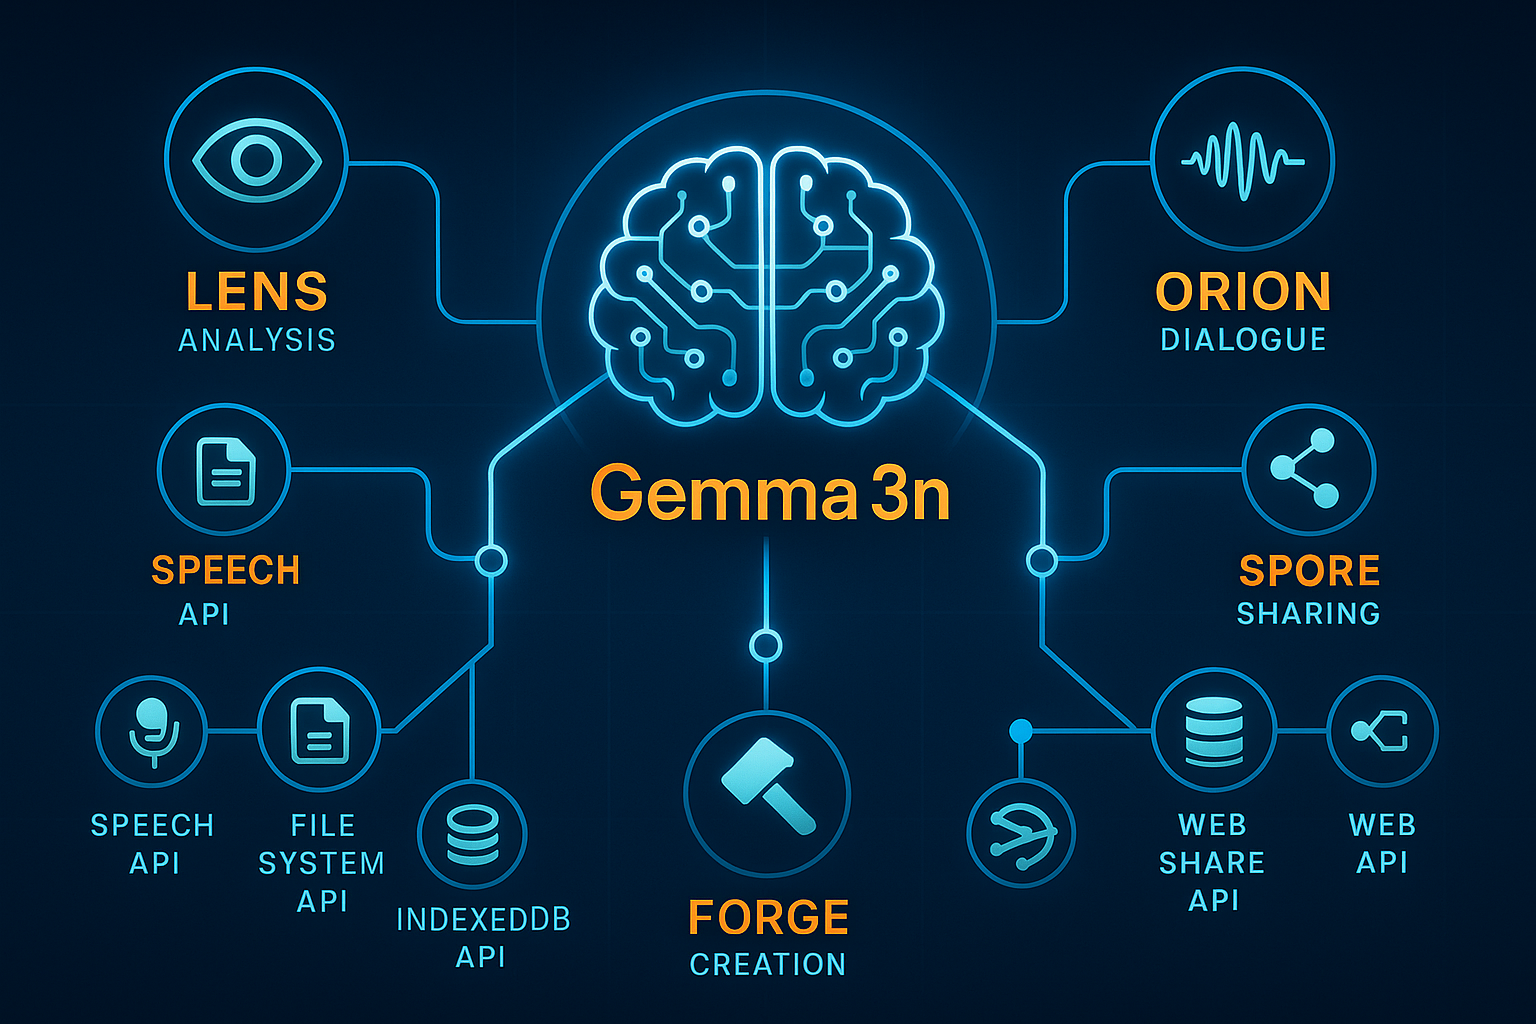 LENS
ANALYSIS
ORION
DIALOGUE
Gemma 3n
SPEECH
API
SPORE
SHARING
SPEECH
API
FILE
SYSTEM
API
INDEXEDDB
API
FORGE
CREATION
WEB
SHARE
API
WEB
API